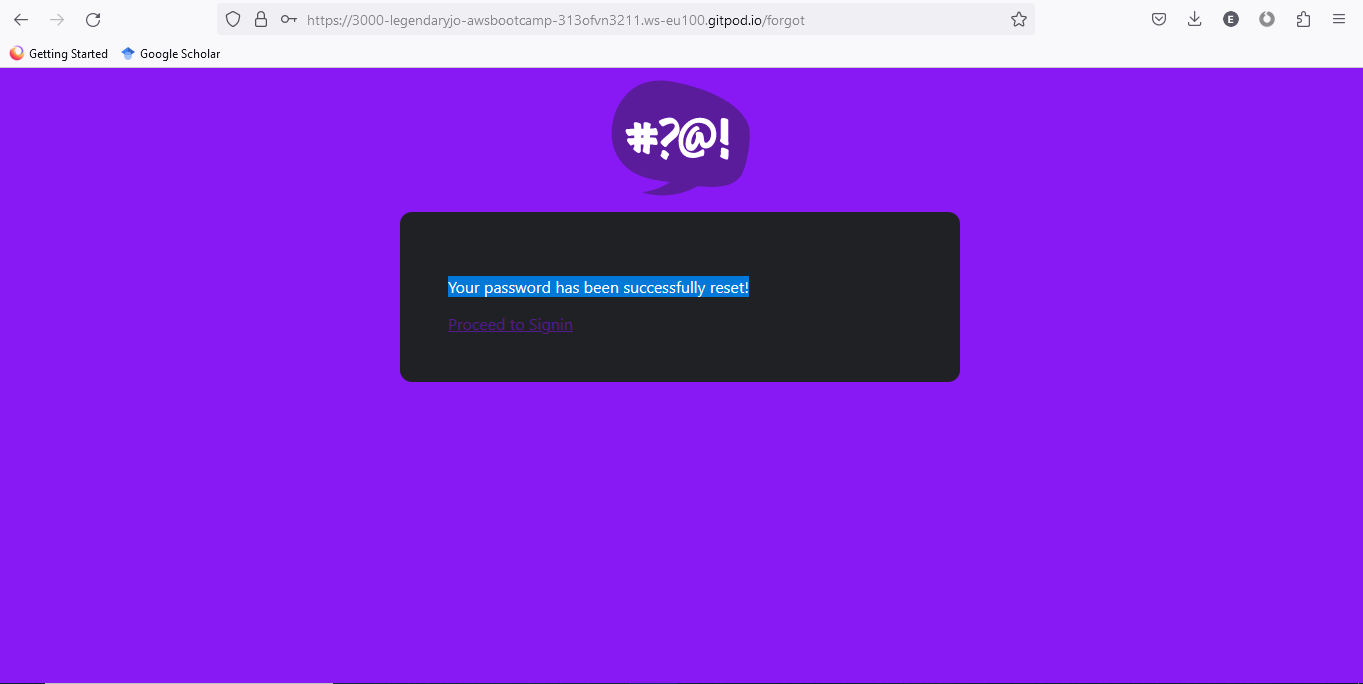 https://3000-legendaryjo-awsbootcamp-313ofvn3211.ws-eu100.gitpod.io/forgot
E
Getting Started
Google Scholar
#?@!
Your password has been successfully reset!
Proceed to Signin